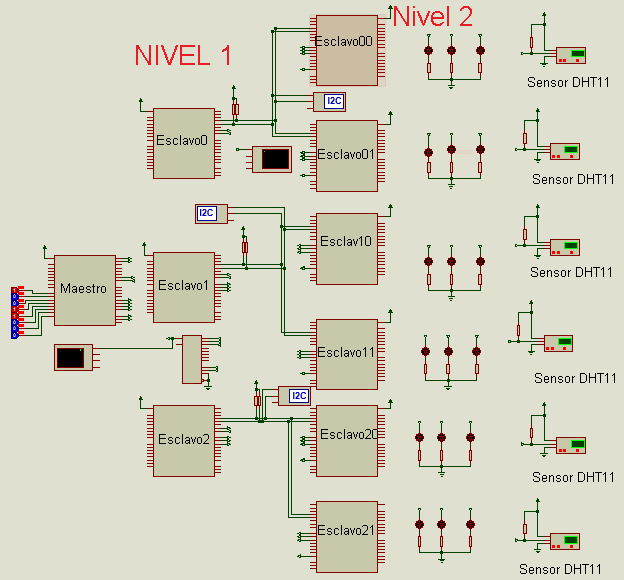 Nivel 2
NIVEL 1
Esclavo00
Sensor DHT11
I2C
Esclavo0
Esclavo01
Sensor DHT11
I2C
Esclav10
Sensor DHT11
Maestro
Esclavo1
Esclavo11
Sensor DHT11
I2C
Esclavo2
Esclavo20
Sensor DHT11
Esclavo21
Sensor DHT11